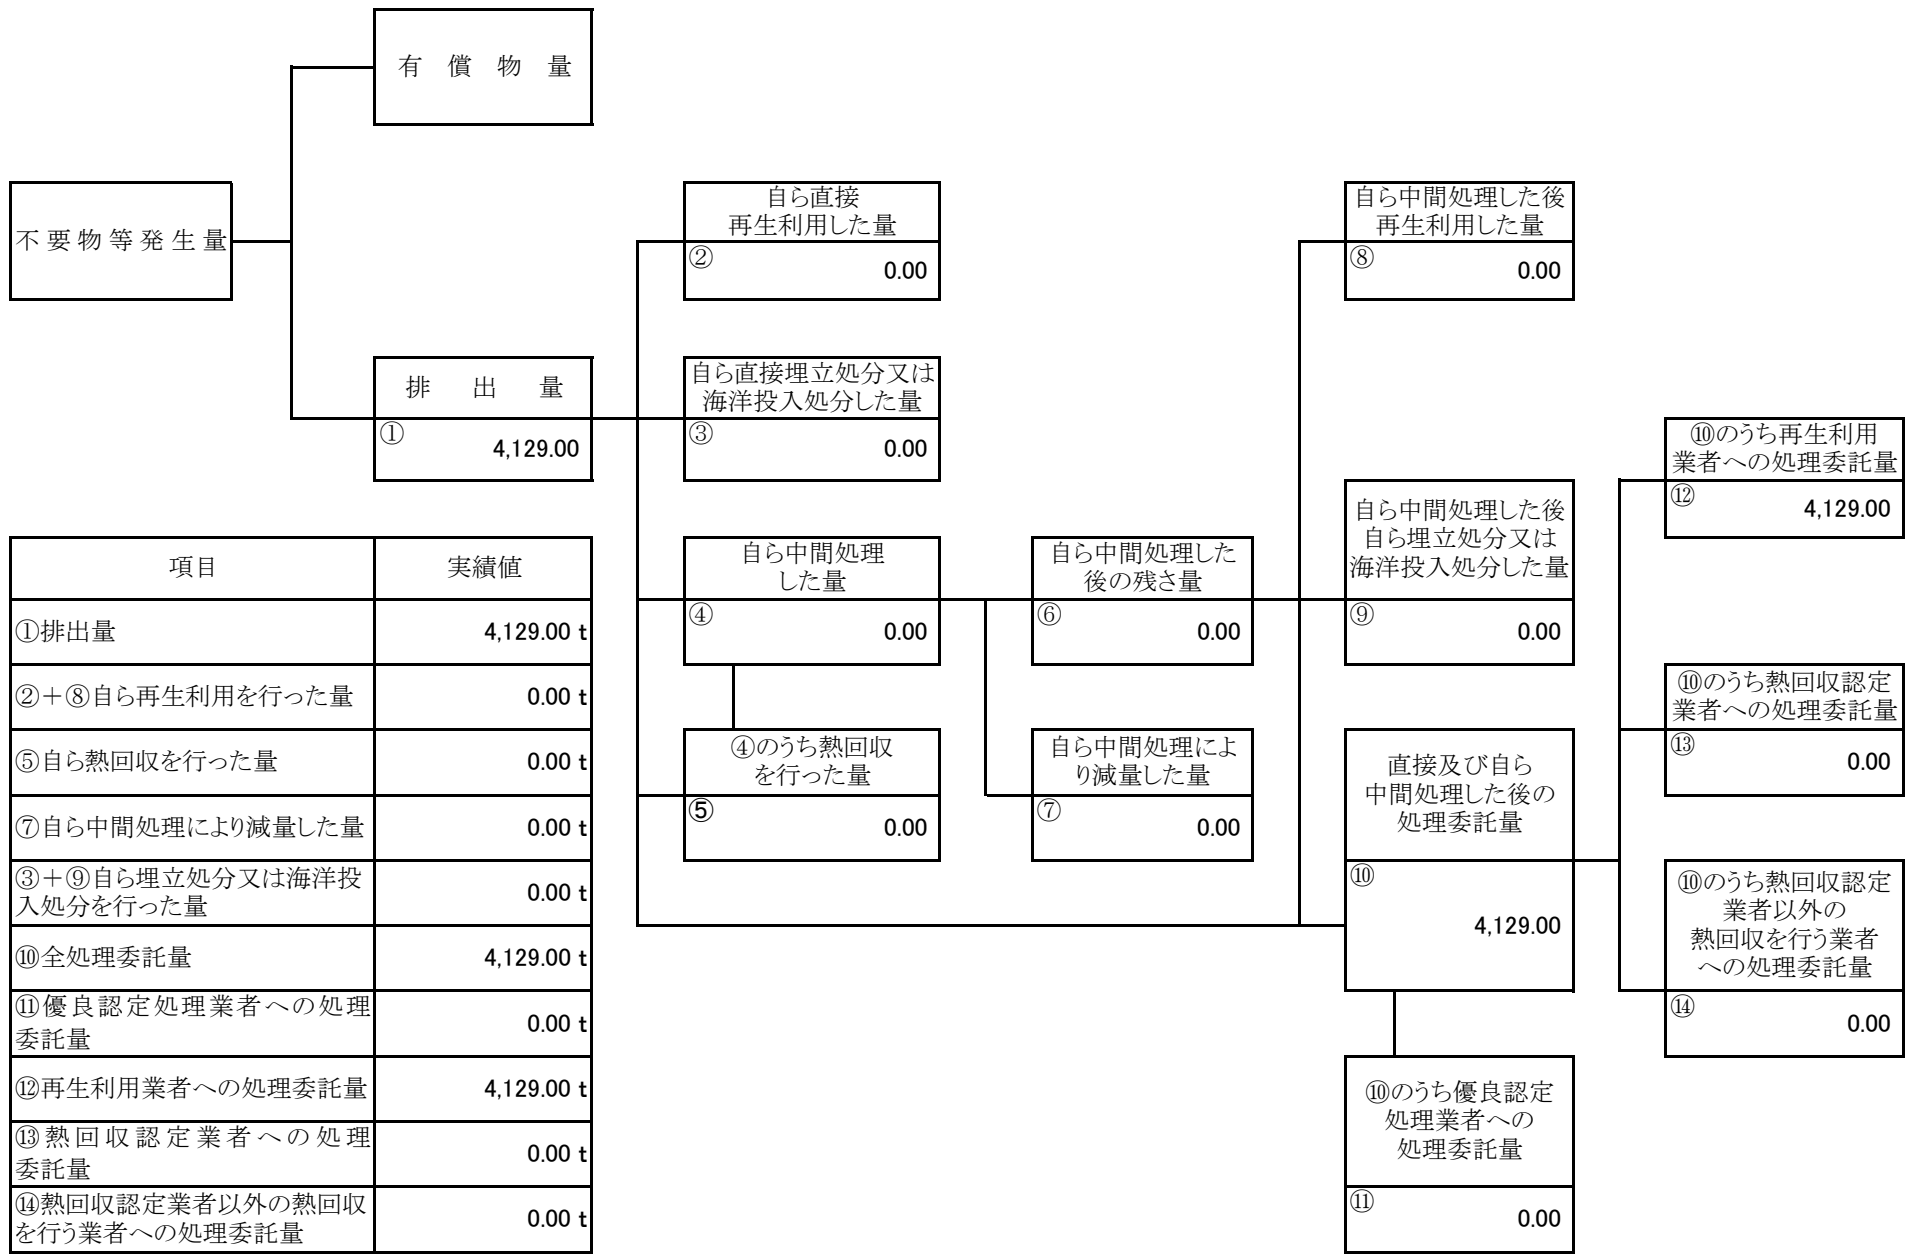 有償物量
不要物等発生量
排出量
①
4,129.00
自ら直接
再生利用した量
②
0.00
自ら直接埋立処分又は
海洋投入処分した量
③
0.00
自ら中間処理
した量
④
0.00
④のうち熱回収
を行った量
⑤
0.00
自ら中間処理した
後の残さ量
⑥
0.00
自ら中間処理によ
り減量した量
⑦
0.00
自ら中間処理した後
再生利用した量
⑧
0.00
自ら中間処理した後
自ら埋立処分又は
海洋投入処分した量
⑨
0.00
直接及び自ら
中間処理した後の
処理委託量
⑩
4,129.00
⑩のうち優良認定
処理業者への
処理委託量
⑪
0.00
⑩のうち再生利用
業者への処理委託量
⑫
4,129.00
⑩のうち熱回収認定
業者への処理委託量
⑬
0.00
⑩のうち熱回収認定
業者以外の
熱回収を行う業者
への処理委託量
⑭
0.00
項目 実績値
①排出量 4,129.00 t
②＋⑧自ら再生利用を行った量 0.00 t
⑤自ら熱回収を行った量 0.00 t
⑦自ら中間処理により減量した量 0.00 t
③＋⑨自ら埋立処分又は海洋投
入処分を行った量 0.00 t
⑩全処理委託量 4,129.00 t
⑪優良認定処理業者への処理
委託量 0.00 t
⑫再生利用業者への処理委託量 4,129.00 t
⑬熱回収認定業者への処理
委託量 0.00 t
⑭熱回収認定業者以外の熱回収
を行う業者への処理委託量 0.00 t